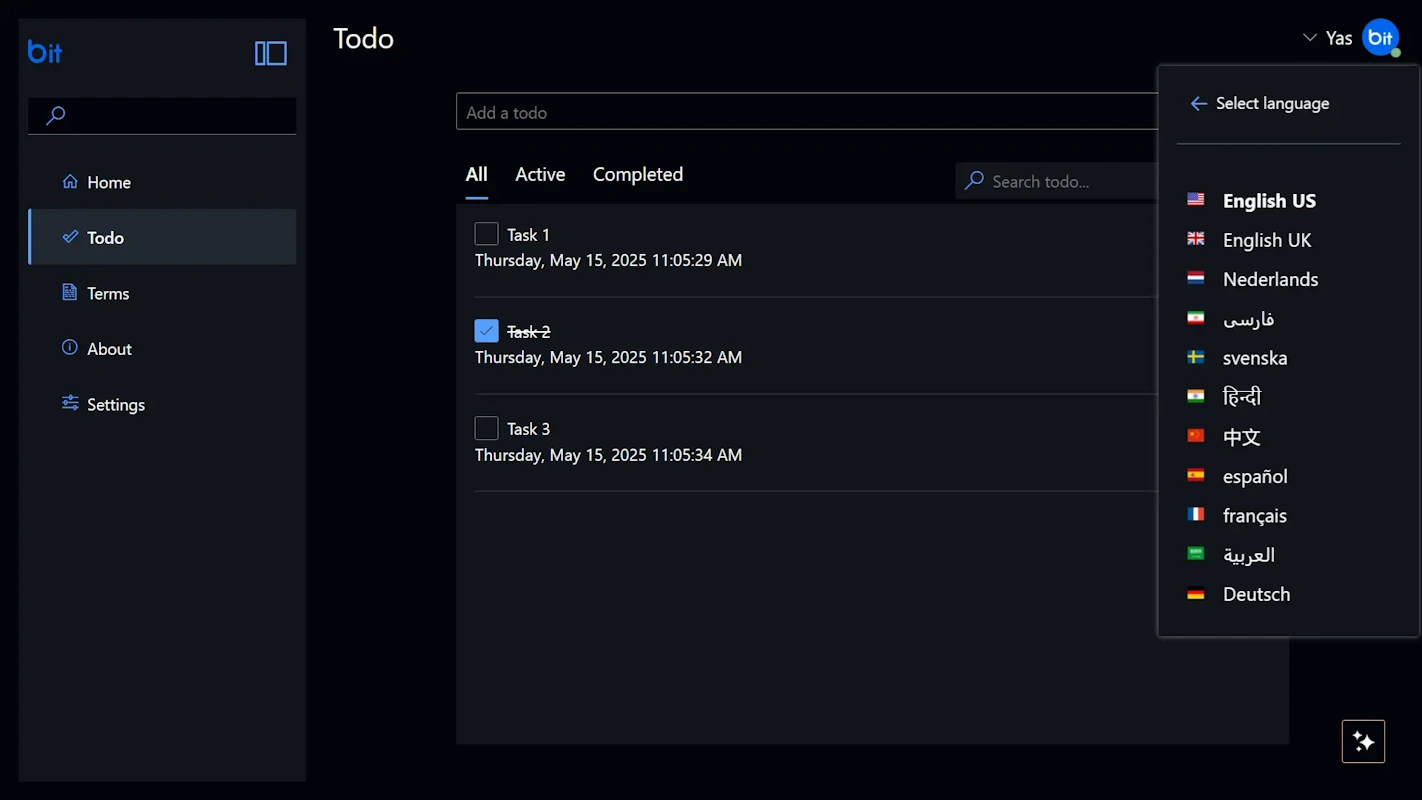 bit
Todo
Yas
bit
Home
Todo
Terms
About
Settings
Add a todo
All Active Completed
Search todo...
Task 1
Thursday, May 15, 2025 11:05:29 AM
Task 2
Thursday, May 15, 2025 11:05:32 AM
Task 3
Thursday, May 15, 2025 11:05:34 AM
Select language
English US
English UK
Nederlands
فارسی
svenska
हिन्दी
中文
español
français
العربية
Deutsch